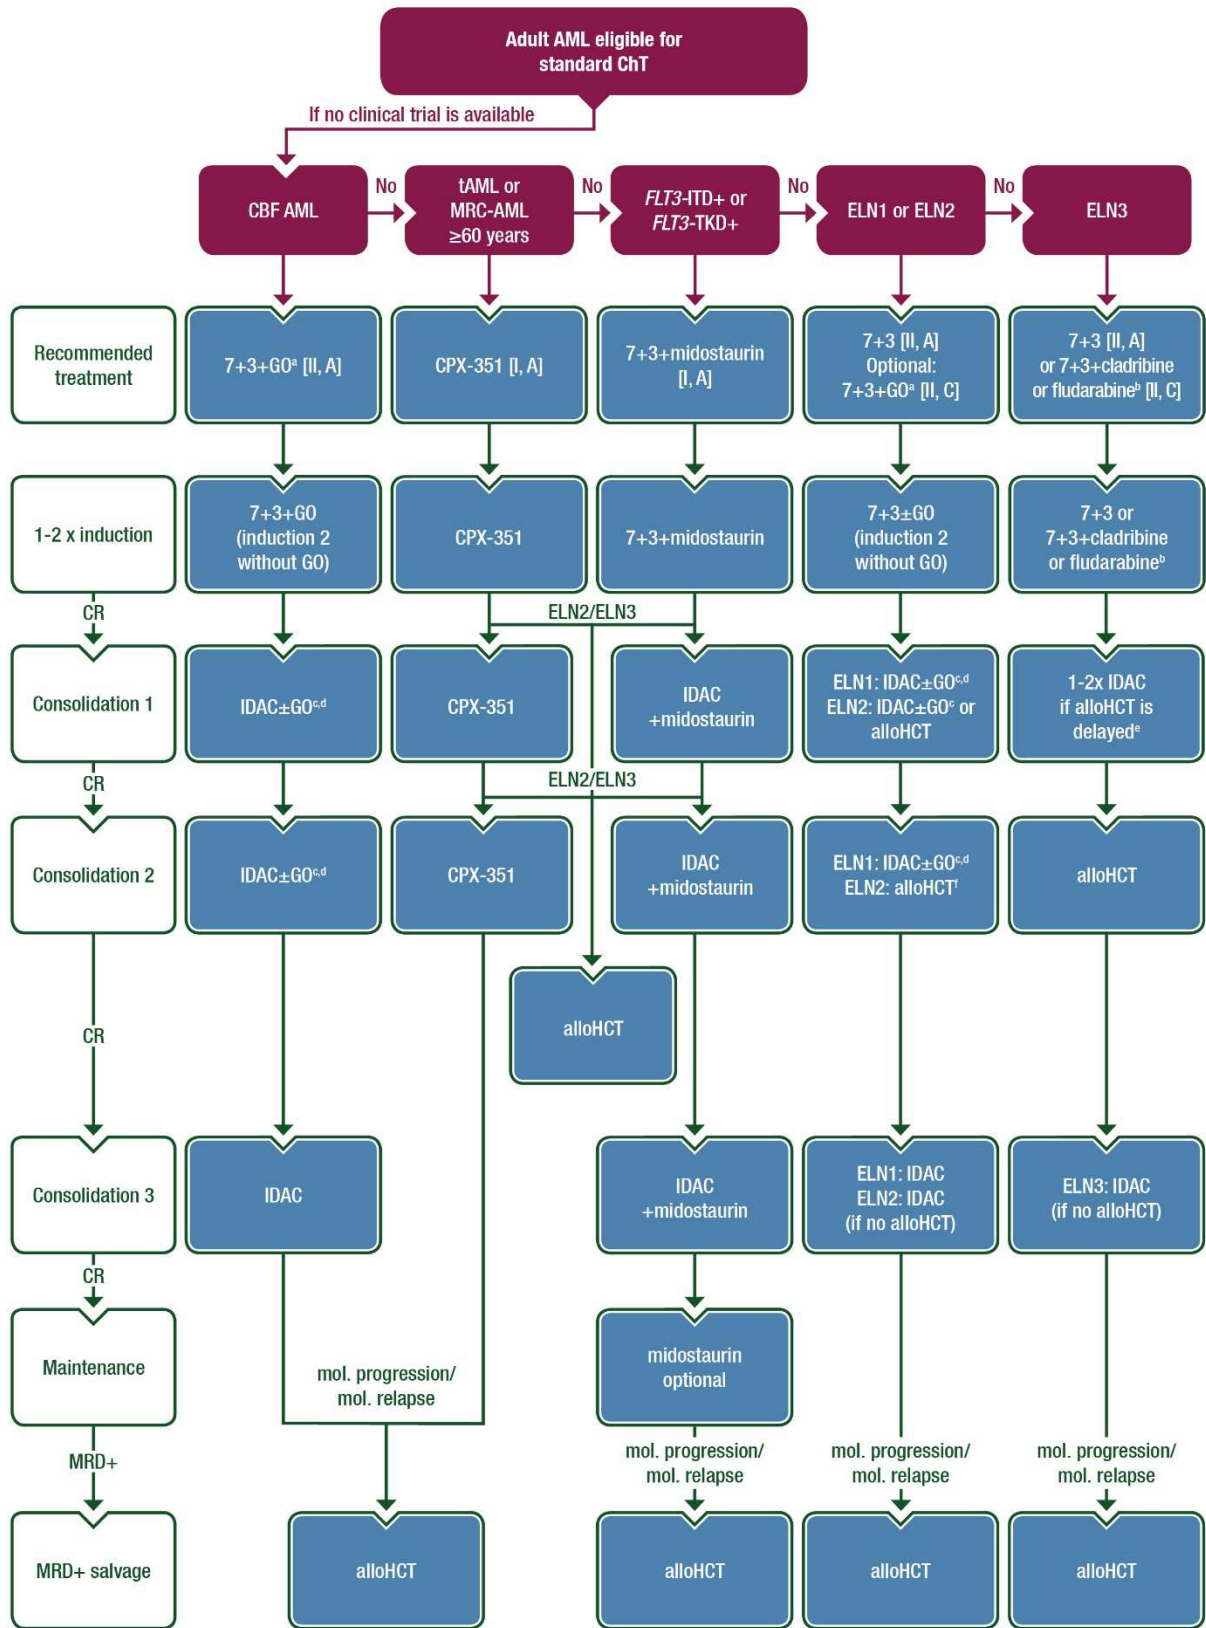 Adult AML eligible for
standard ChT
If no clinical trial is available
CBF AML
No
tAML or
MRC-AML
≥60 years
No
FLT3-ITD+ or
FLT3-TKD+
No
ELN1 or ELN2
No
ELN3
Recommended
treatment
7+3+GOᵃ [II, A]
CPX-351 [I, A]
7+3+midostaurin
[I, A]
7+3 [II, A]
Optional:
7+3+GOᵃ [II, C]
7+3 [II, A]
or 7+3+cladribine
or fludarabineᵇ [II, C]
1-2 x induction
7+3+GO
(induction 2
without GO)
CPX-351
7+3+midostaurin
7+3±GO
(induction 2
without GO)
7+3 or
7+3+cladribine
or fludarabineᵇ
CR
ELN2/ELN3
Consolidation 1
IDAC±GOᶜ,ᵈ
CPX-351
IDAC
+midostaurin
ELN1: IDAC±GOᶜ,ᵈ
ELN2: IDAC±GOᶜ or
alloHCT
1-2x IDAC
if alloHCT is
delayedᵉ
CR
ELN2/ELN3
Consolidation 2
IDAC±GOᶜ,ᵈ
CPX-351
IDAC
+midostaurin
ELN1: IDAC±GOᶜ,ᵈ
ELN2: alloHCTᶠ
alloHCT
alloHCT
CR
Consolidation 3
IDAC
IDAC
+midostaurin
ELN1: IDAC
ELN2: IDAC
(if no alloHCT)
ELN3: IDAC
(if no alloHCT)
CR
Maintenance
mol. progression/
mol. relapse
midostaurin
optional
MRD+
mol. progression/
mol. relapse
mol. progression/
mol. relapse
mol. progression/
mol. relapse
MRD+ salvage
alloHCT
alloHCT
alloHCT
alloHCT